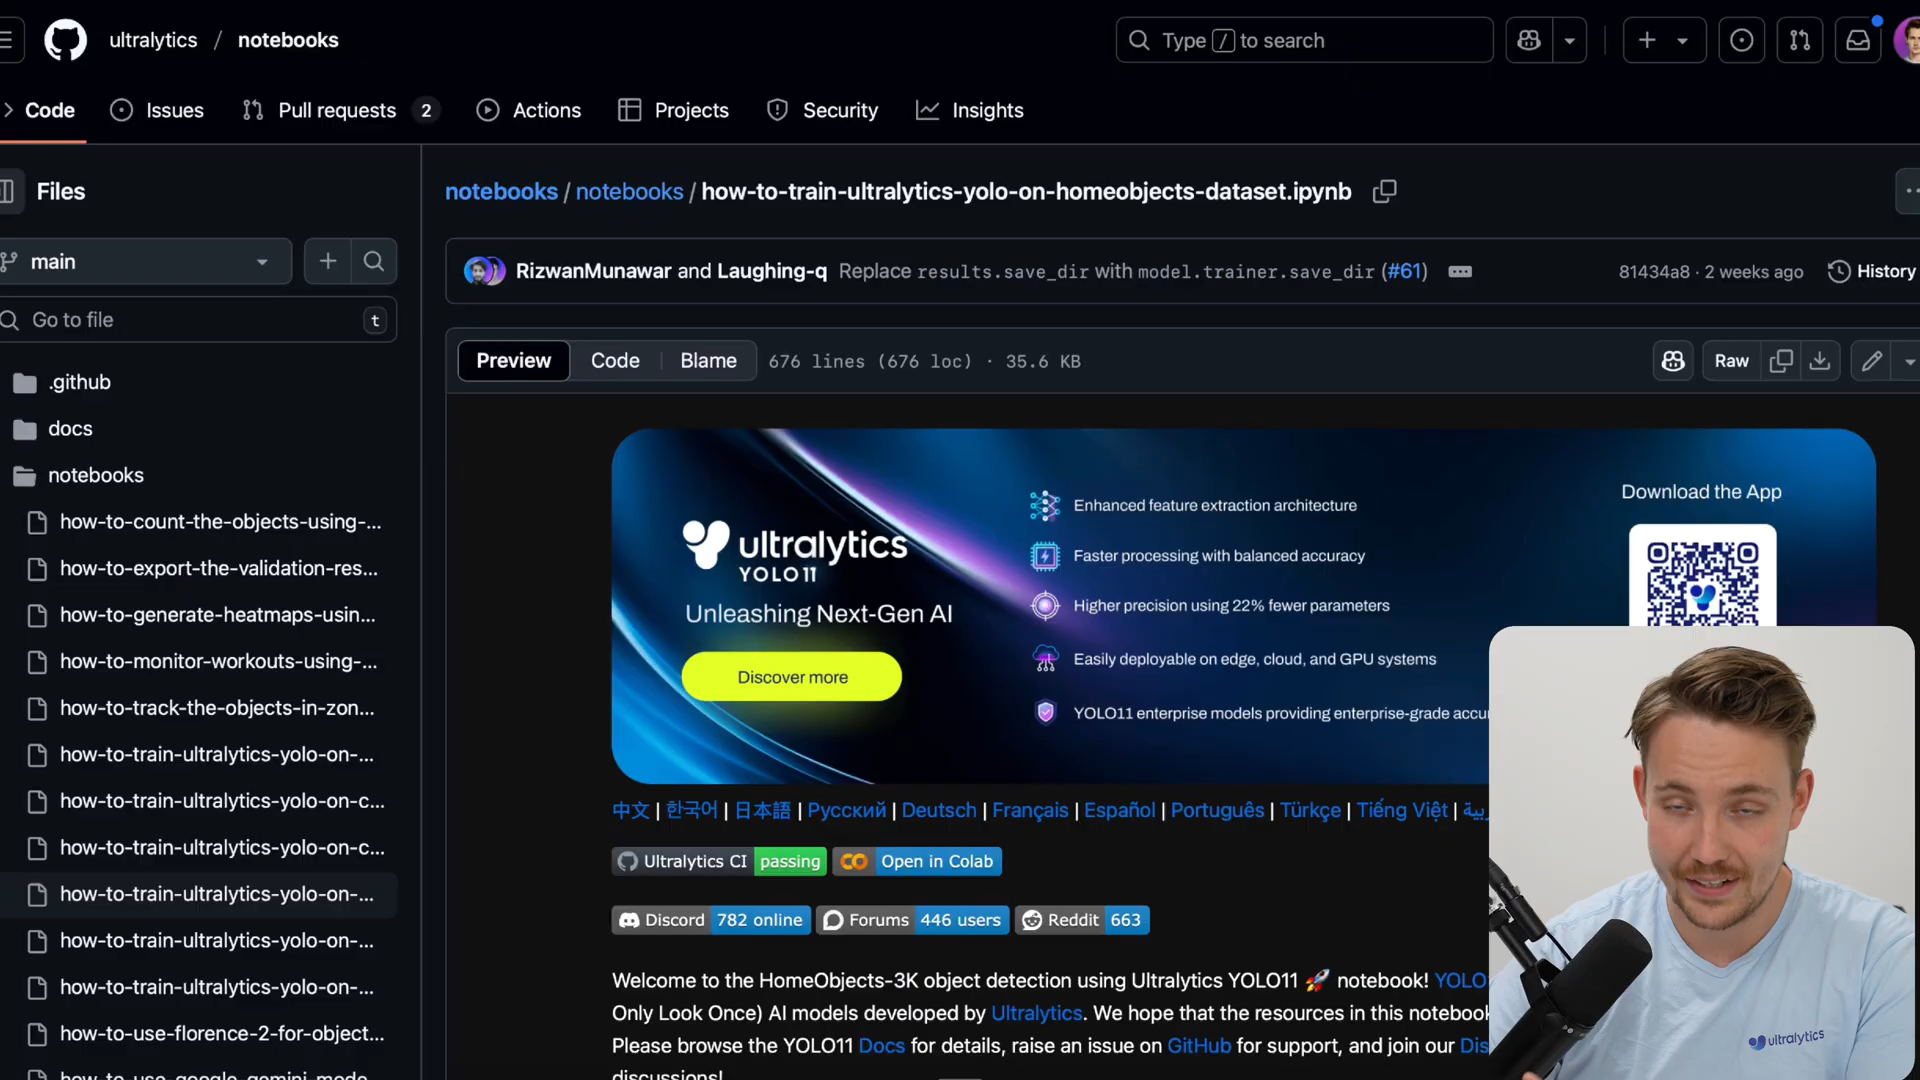 ultralytics / notebooks
Type / to search
Code
Issues
Pull requests 2
Actions
Projects
Security
Insights
Files
notebooks / notebooks / how-to-train-ultralytics-yolo-on-homeobjects-dataset.ipynb
main
RizwanMunawar and Laughing-q Replace results.save_dir with model.trainer.save_dir (#61)
81434a8 · 2 weeks ago
History
Go to file
t
Preview
Code
Blame
676 lines (676 loc) · 35.6 KB
Raw
.github
docs
notebooks
how-to-count-the-objects-using-...
how-to-export-the-validation-res...
how-to-generate-heatmaps-usin...
how-to-monitor-workouts-using-...
how-to-track-the-objects-in-zon...
how-to-train-ultralytics-yolo-on-...
how-to-train-ultralytics-yolo-on-c...
how-to-train-ultralytics-yolo-on-c...
how-to-train-ultralytics-yolo-on-...
how-to-train-ultralytics-yolo-on-...
how-to-train-ultralytics-yolo-on-...
how-to-use-florence-2-for-object...
how-to-use-google-gemini-mode...
ultralytics
YOLO11
Unleashing Next-Gen AI
Discover more
Enhanced feature extraction architecture
Faster processing with balanced accuracy
Higher precision using 22% fewer parameters
Easily deployable on edge, cloud, and GPU systems
YOLO11 enterprise models providing enterprise-grade accu
Download the App
中文 | 한국어 | 日本語 | Русский | Deutsch | Français | Español | Português | Türkçe | Tiếng Việt |
Ultralytics CI passing
Open in Colab
Discord 782 online
Forums 446 users
Reddit 663
Welcome to the HomeObjects-3K object detection using Ultralytics YOLO11 🚀 notebook! YOLO
Only Look Once) AI models developed by Ultralytics. We hope that the resources in this notebook
Please browse the YOLO11 Docs for details, raise an issue on GitHub for support, and join our Dis
discussions!
ultralytics